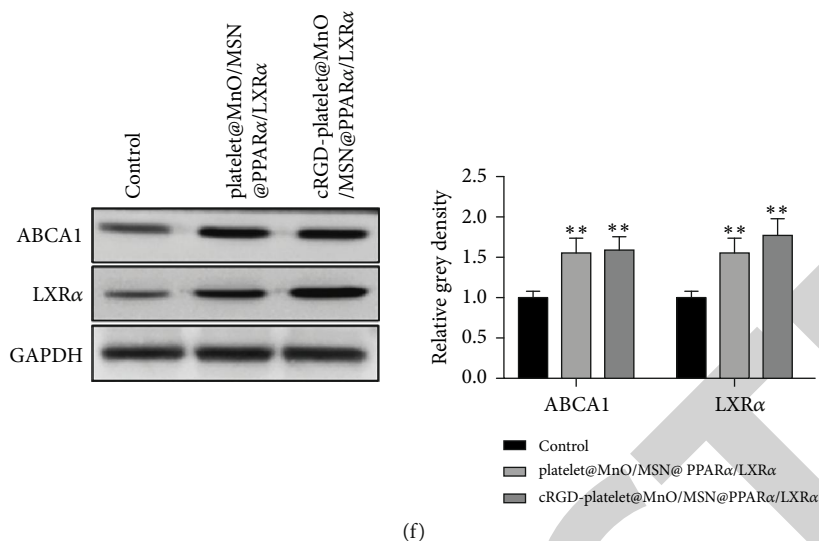 Control
platelet@MnO/MSN
@PPARα/LXRα
cRGD-platelet@MnO
/MSN@PPARα/LXRα
ABCA1
LXRα
GAPDH
Relative grey density
2.5
2.0
1.5
1.0
0.5
0.0
** ** ** **
ABCA1 LXRα
Control
platelet@MnO/MSN@ PPARα/LXRα
cRGD-platelet@MnO/MSN@PPARα/LXRα
(f)